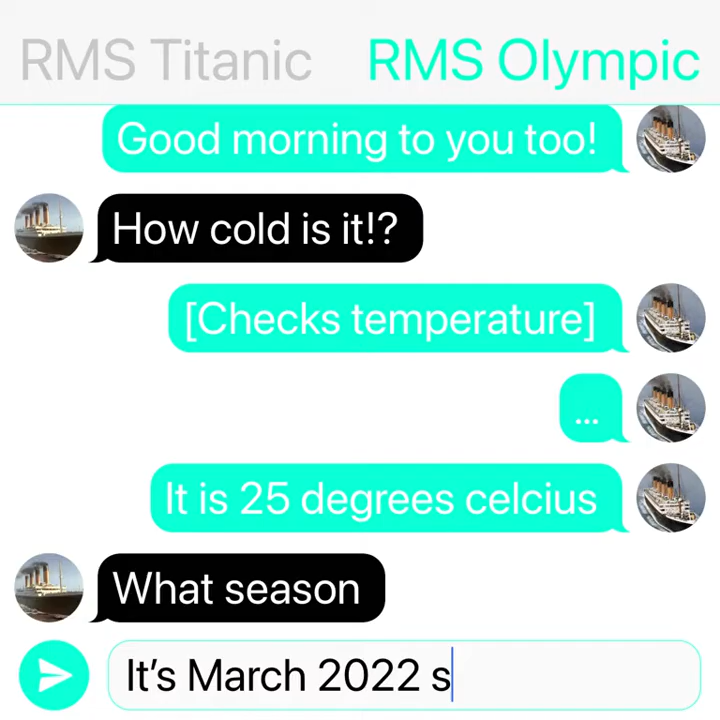 RMS Titanic RMS Olympic
Good morning to you too!
How cold is it!?
[Checks temperature]
...
It is 25 degrees celcius
What season
It’s March 2022 s